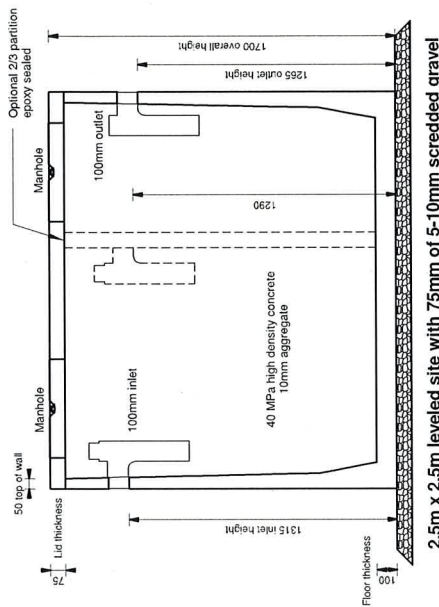 Optional 2/3 partition
epoxy sealed
Manhole
Manhole
50 top of wall
Lid thickness
75
100mm inlet
100mm outlet
1315 inlet height
1290
1265 outlet height
1700 overall height
40 MPa high density concrete
10mm aggregate
Floor thickness
100
2.5m x 2.5m leveled site with 75mm of 5-10mm scredded gravel